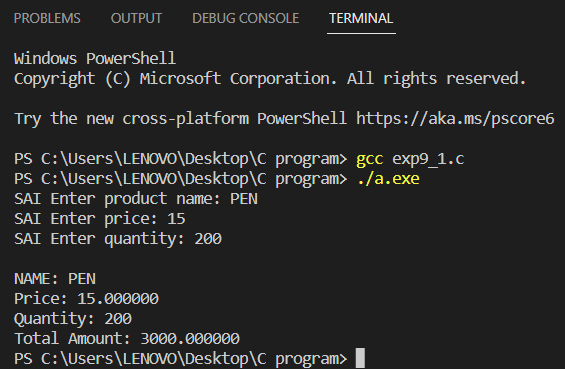 PROBLEMS OUTPUT DEBUG CONSOLE TERMINAL
Windows PowerShell
Copyright (C) Microsoft Corporation. All rights reserved.
Try the new cross-platform PowerShell https://aka.ms/pscore6
PS C:\Users\LENOVO\Desktop\C program> gcc exp9_1.c
PS C:\Users\LENOVO\Desktop\C program> ./a.exe
SAI Enter product name: PEN
SAI Enter price: 15
SAI Enter quantity: 200
NAME: PEN
Price: 15.000000
Quantity: 200
Total Amount: 3000.000000
PS C:\Users\LENOVO\Desktop\C program>